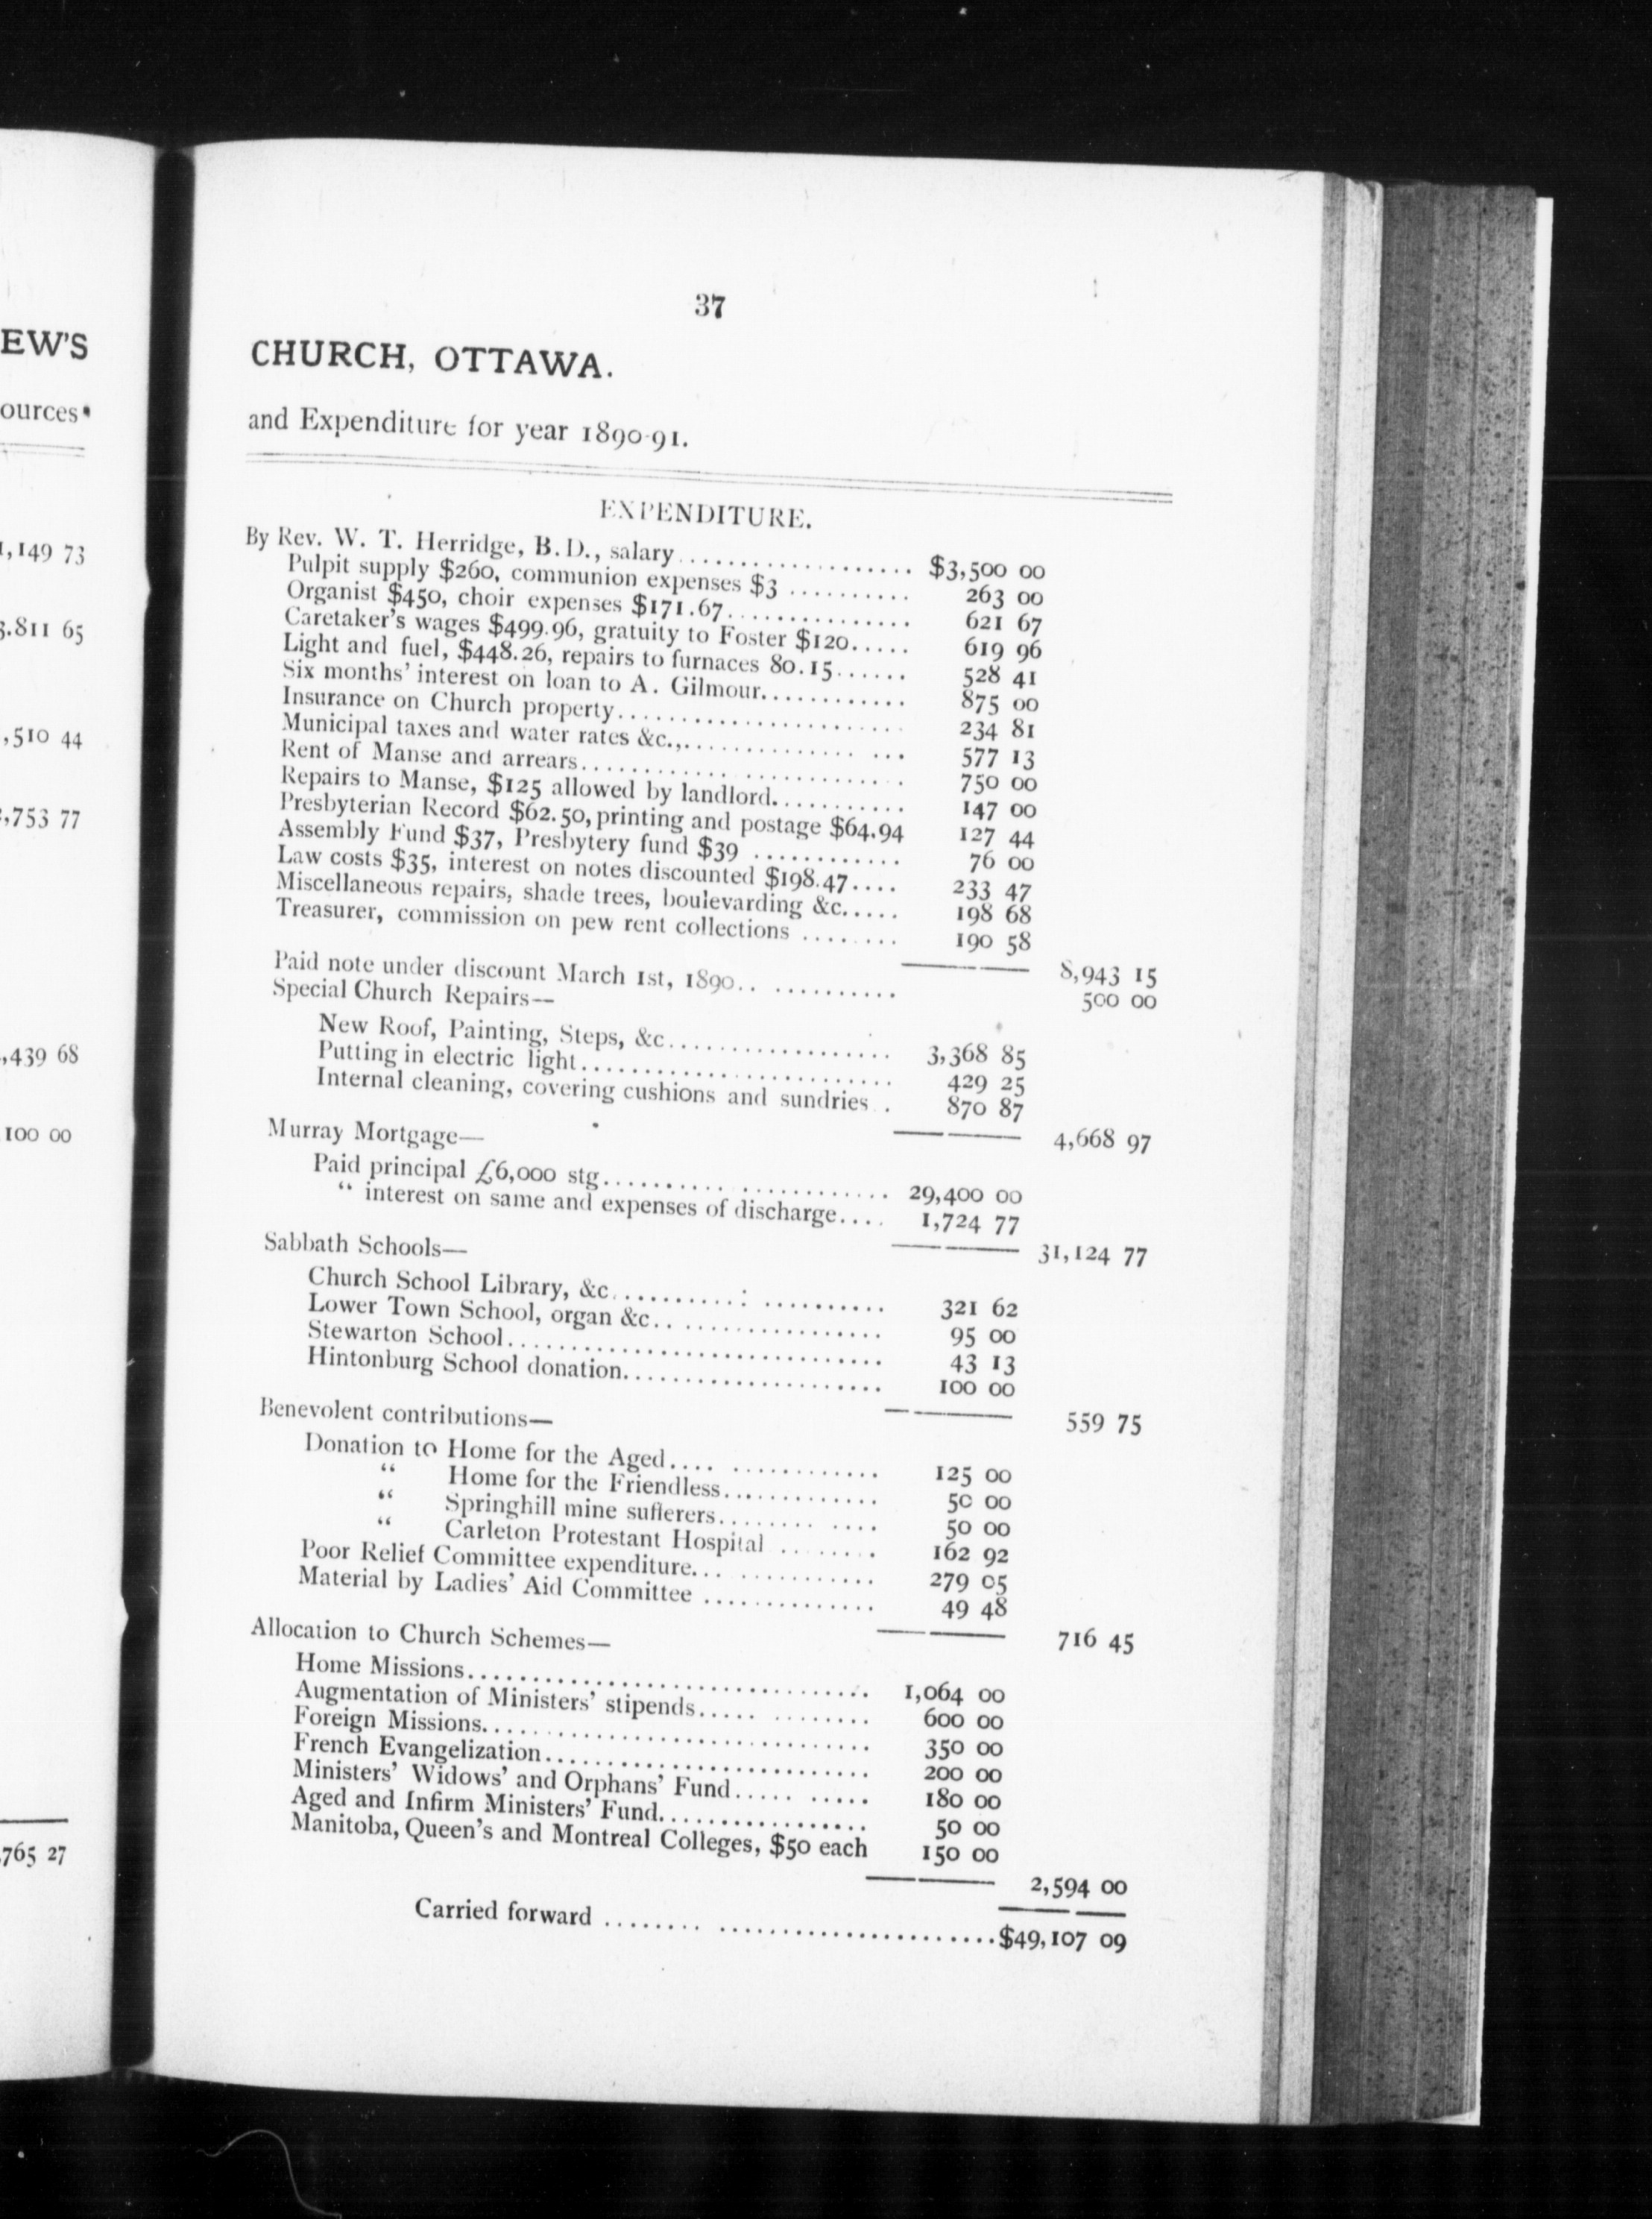 EW'S
ources
1,149 73
3.811 65
,510 44
,753 77
,439 68
100 00
,765 27
37
CHURCH, OTTAWA.
and Expenditure for year 1890-91.
EXPENDITURE.
By Rev. W. T. Herridge, B.D., salary.................... $3,500 00
Pulpit supply $260, communion expenses $3 .......... 263 00
Organist $450, choir expenses $171.67................ 621 67
Caretaker's wages $499.96, gratuity to Foster $120..... 619 96
Light and fuel, $448.26, repairs to furnaces 80.15...... 528 41
Six months' interest on loan to A. Gilmour............ 875 00
Insurance on Church property....................... 234 81
Municipal taxes and water rates &c.,.............. ... 577 13
Rent of Manse and arrears.......................... 750 00
Repairs to Manse, $125 allowed by landlord........... 147 00
Presbyterian Record $62.50, printing and postage $64.94 127 44
Assembly Fund $37, Presbytery fund $39 ............ 76 00
Law costs $35, interest on notes discounted $198.47.... 233 47
Miscellaneous repairs, shade trees, boulevarding &c..... 198 68
Treasurer, commission on pew rent collections ........ 190 58
8,943 15
Paid note under discount March 1st, 1890.. .......... 500 00
Special Church Repairs—
New Roof, Painting, Steps, &c.................. 3,368 85
Putting in electric light......................... 429 25
Internal cleaning, covering cushions and sundries.. 870 87
4,668 97
Murray Mortgage—
Paid principal £6,000 stg....................... 29,400 00
" interest on same and expenses of discharge.... 1,724 77
31,124 77
Sabbath Schools—
Church School Library, &c........... : .......... 321 62
Lower Town School, organ &c.. ................ 95 00
Stewarton School.............................. 43 13
Hintonburg School donation..................... 100 00
559 75
Benevolent contributions—
Donation to Home for the Aged.... ............ 125 00
" Home for the Friendless............. 50 00
" Springhill mine sufferers........ .... 50 00
" Carleton Protestant Hospital ........ 162 92
Poor Relief Committee expenditure... ........... 279 05
Material by Ladies' Aid Committee .............. 49 48
716 45
Allocation to Church Schemes—
Home Missions................................ 1,064 00
Augmentation of Ministers' stipends..... ........ 600 00
Foreign Missions.............................. 350 00
French Evangelization.......................... 200 00
Ministers' Widows' and Orphans' Fund..... ..... 180 00
Aged and Infirm Ministers' Fund................. 50 00
Manitoba, Queen's and Montreal Colleges, $50 each 150 00
2,594 00
Carried forward ........ ......................$49,107 09